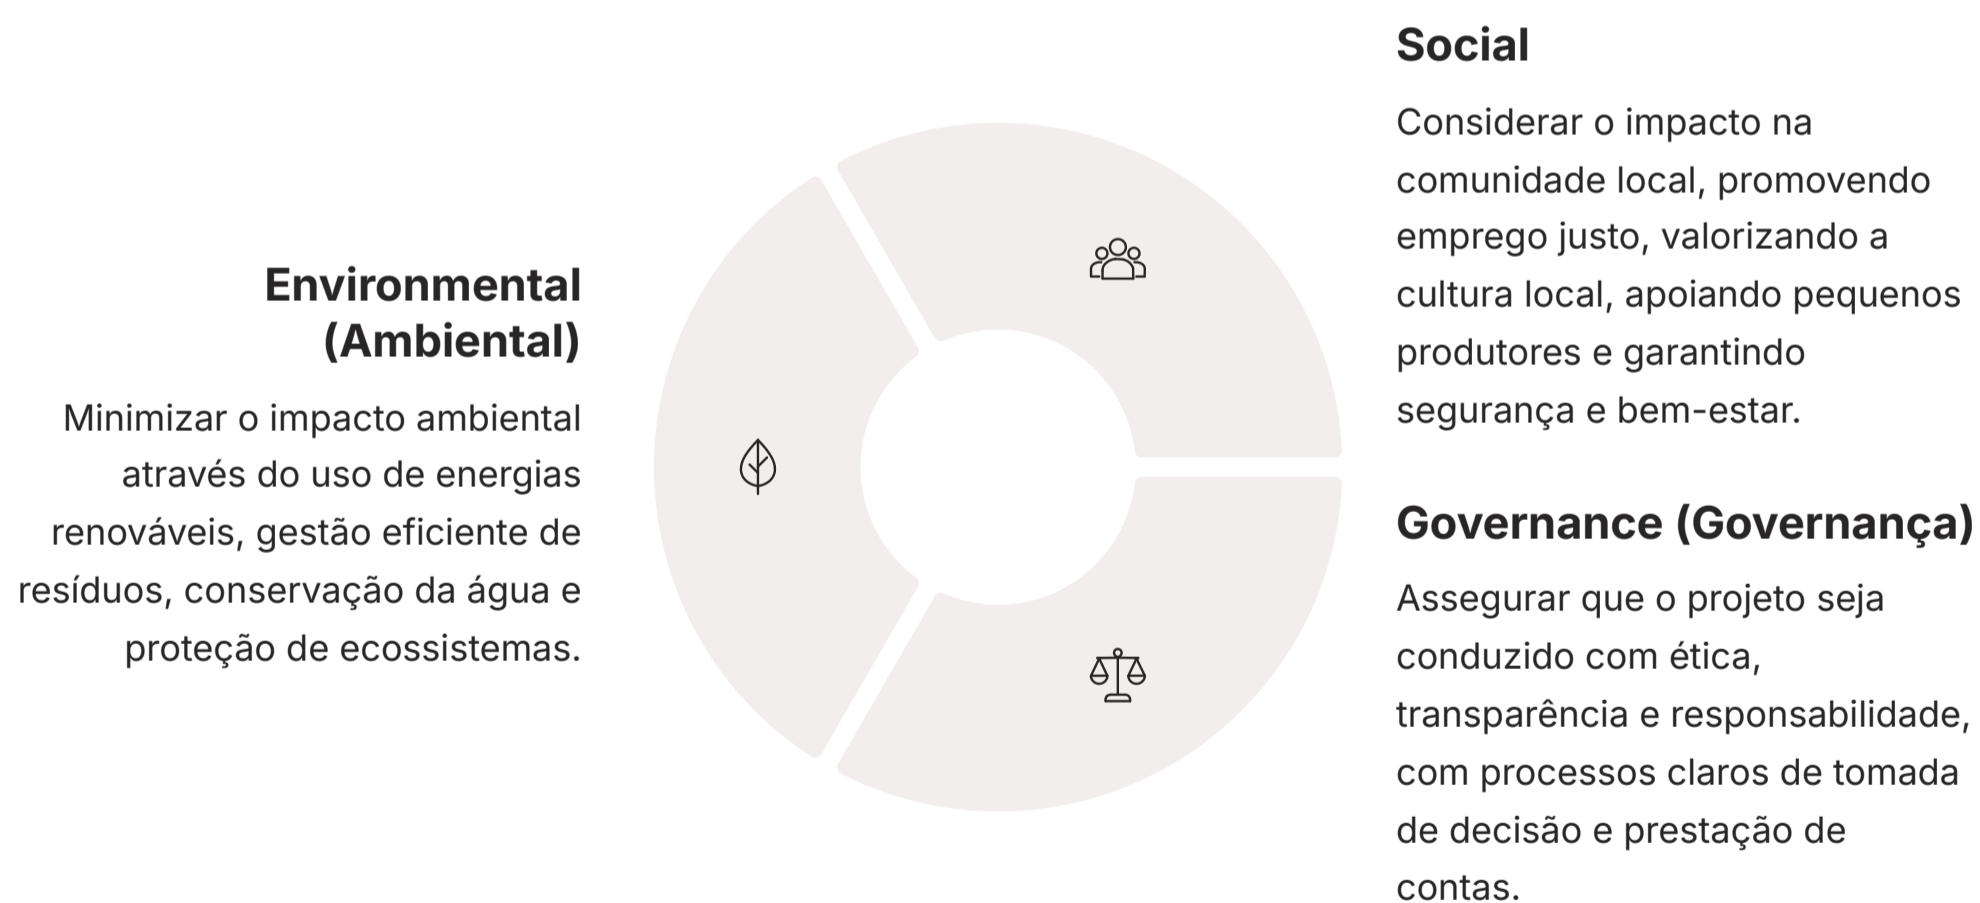 Environmental
(Ambiental)
Minimizar o impacto ambiental
através do uso de energias
renováveis, gestão eficiente de
resíduos, conservação da água e
proteção de ecossistemas.
Social
Considerar o impacto na
comunidade local, promovendo
emprego justo, valorizando a
cultura local, apoiando pequenos
produtores e garantindo
segurança e bem-estar.
Governance (Governança)
Assegurar que o projeto seja
conduzido com ética,
transparência e responsabilidade,
com processos claros de tomada
de decisão e prestação de
contas.